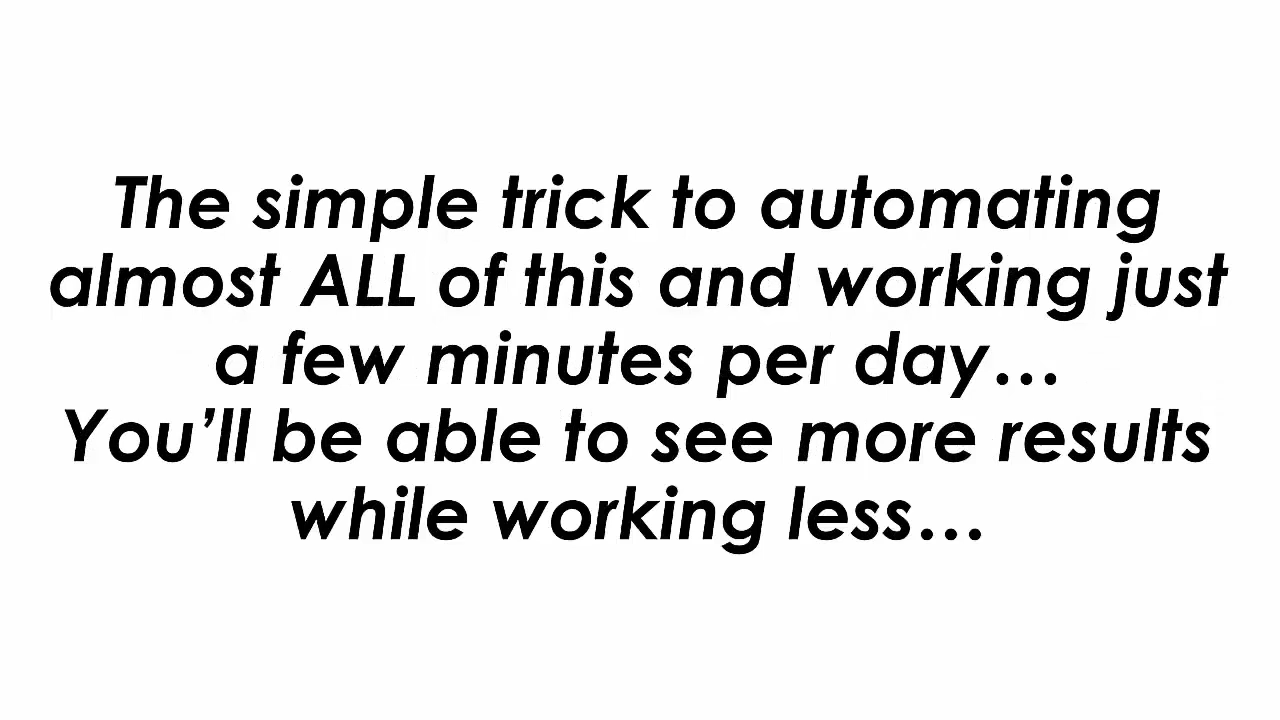 The simple trick to automating
almost ALL of this and working just
a few minutes per day…
You’ll be able to see more results
while working less…